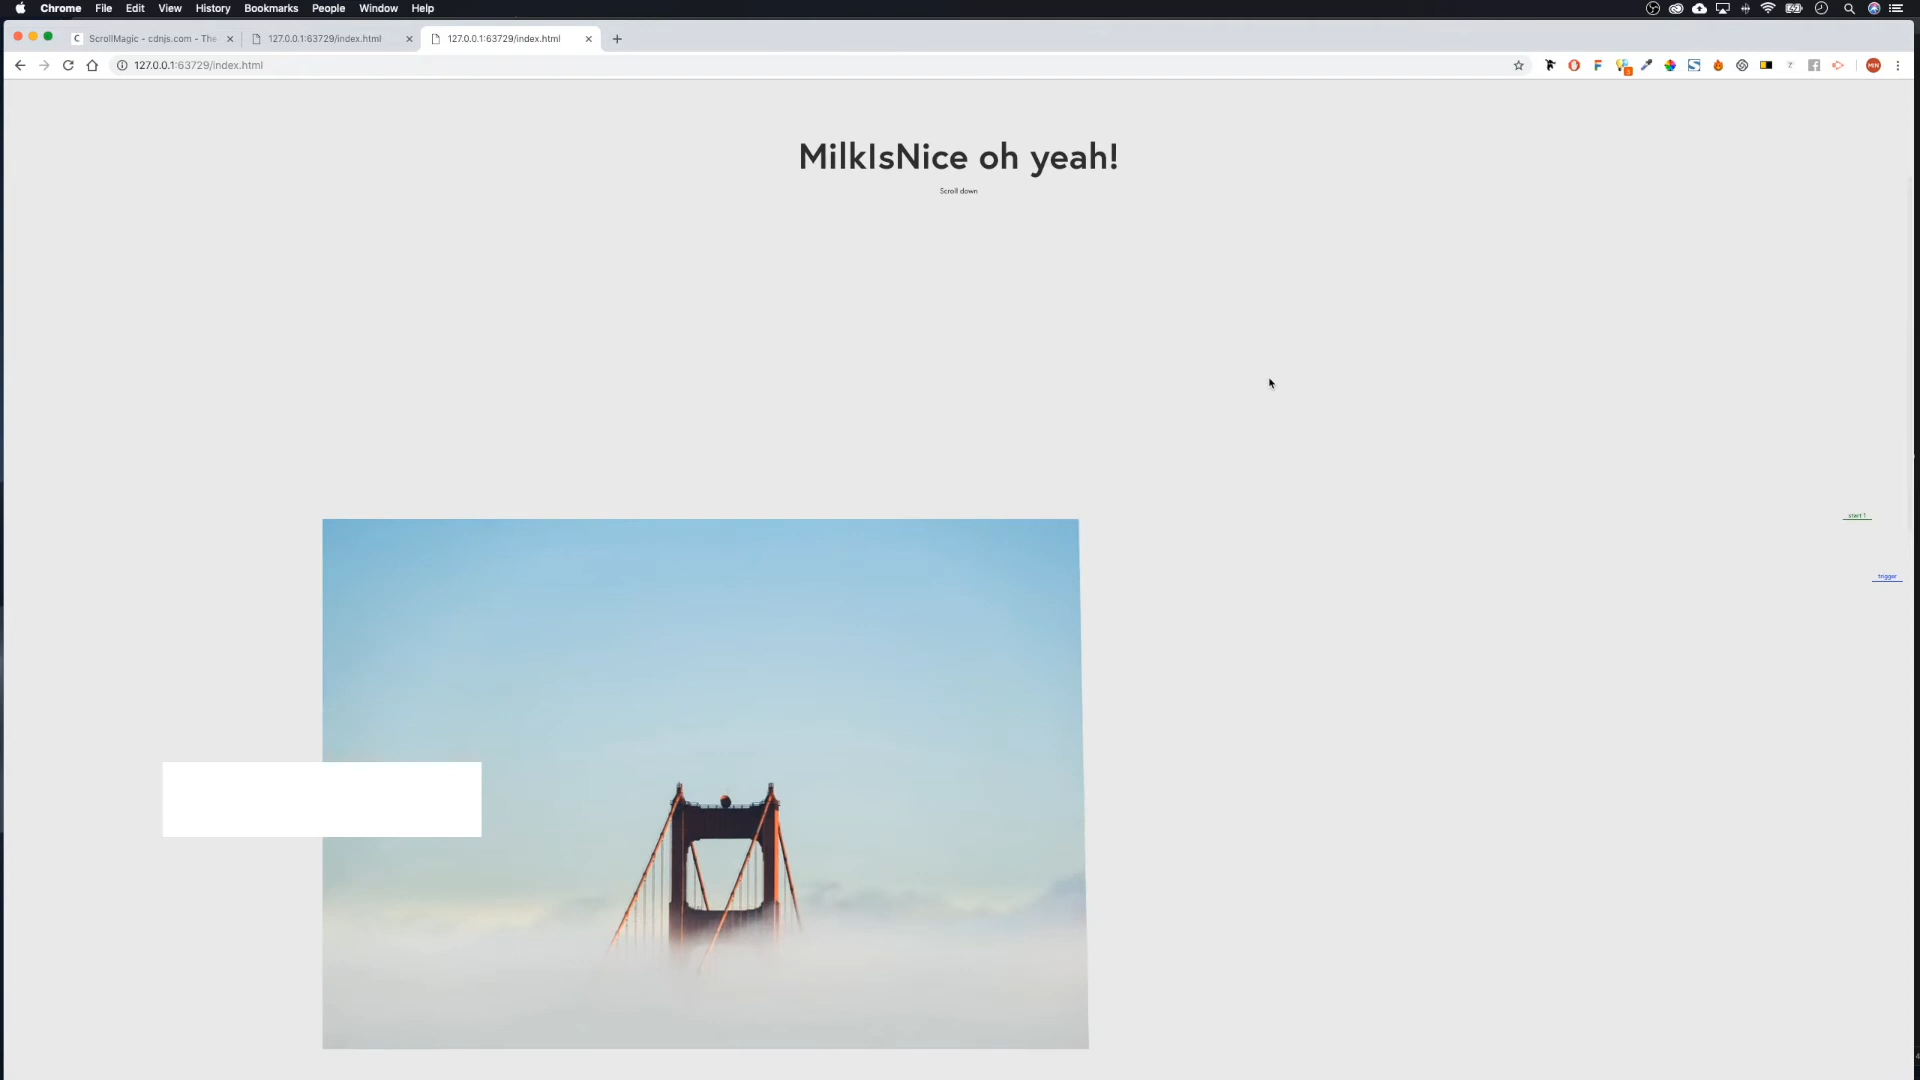 Chrome File Edit View History Bookmarks People Window Help
ScrollMagic - cdnjs.com - The
127.0.0.1:63729/index.html
127.0.0.1:63729/index.html
127.0.0.1:63729/index.html
MilkIsNice oh yeah!
Scroll down
start 1
trigger